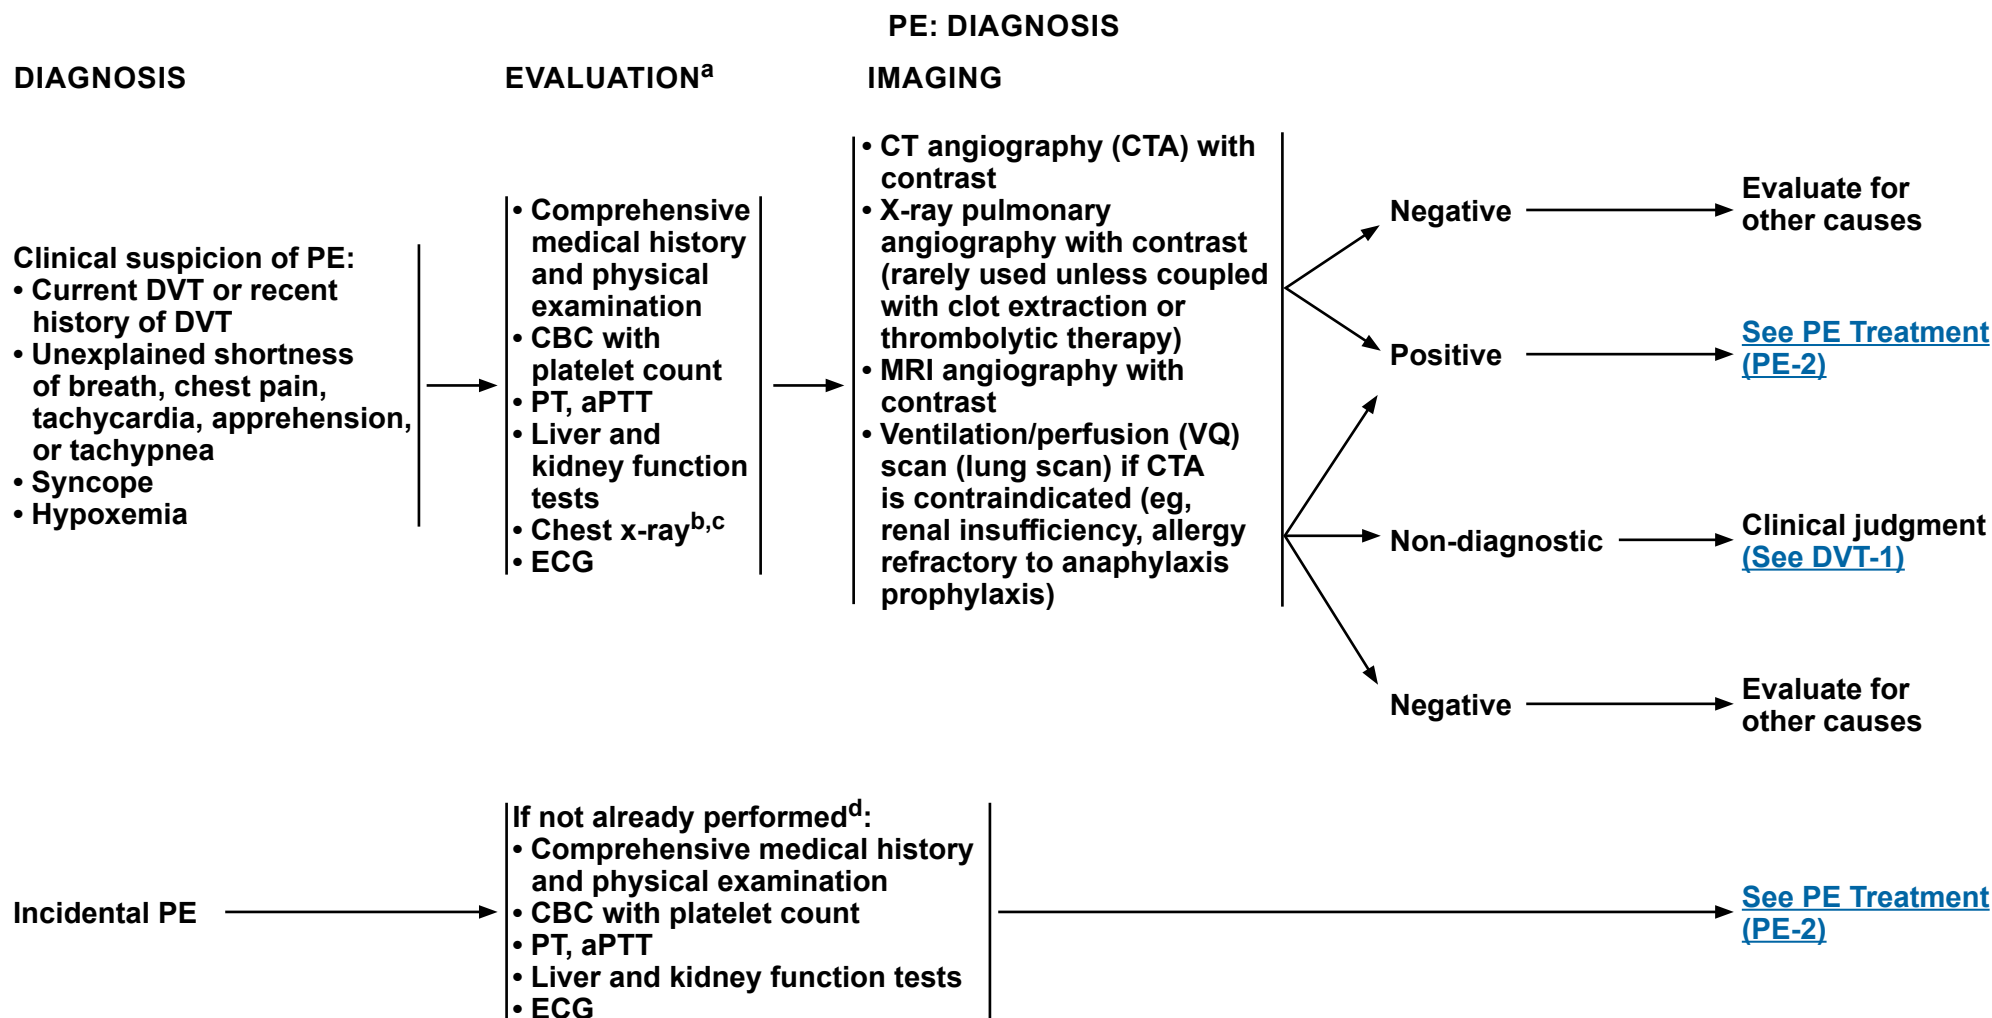 PE: DIAGNOSIS
DIAGNOSIS
EVALUATIONa
IMAGING
Clinical suspicion of PE:
• Current DVT or recent
history of DVT
• Unexplained shortness
of breath, chest pain,
tachycardia, apprehension,
or tachypnea
• Syncope
• Hypoxemia
• Comprehensive
medical history
and physical
examination
• CBC with
platelet count
• PT, aPTT
• Liver and
kidney function
tests
• Chest x-rayb,c
• ECG
• CT angiography (CTA) with
contrast
• X-ray pulmonary
angiography with contrast
(rarely used unless coupled
with clot extraction or
thrombolytic therapy)
• MRI angiography with
contrast
• Ventilation/perfusion (VQ)
scan (lung scan) if CTA
is contraindicated (eg,
renal insufficiency, allergy
refractory to anaphylaxis
prophylaxis)
Negative
Evaluate for
other causes
Positive
See PE Treatment
(PE-2)
Non-diagnostic
Clinical judgment
(See DVT-1)
Negative
Evaluate for
other causes
Incidental PE
If not already performedd:
• Comprehensive medical history
and physical examination
• CBC with platelet count
• PT, aPTT
• Liver and kidney function tests
• ECG
See PE Treatment
(PE-2)